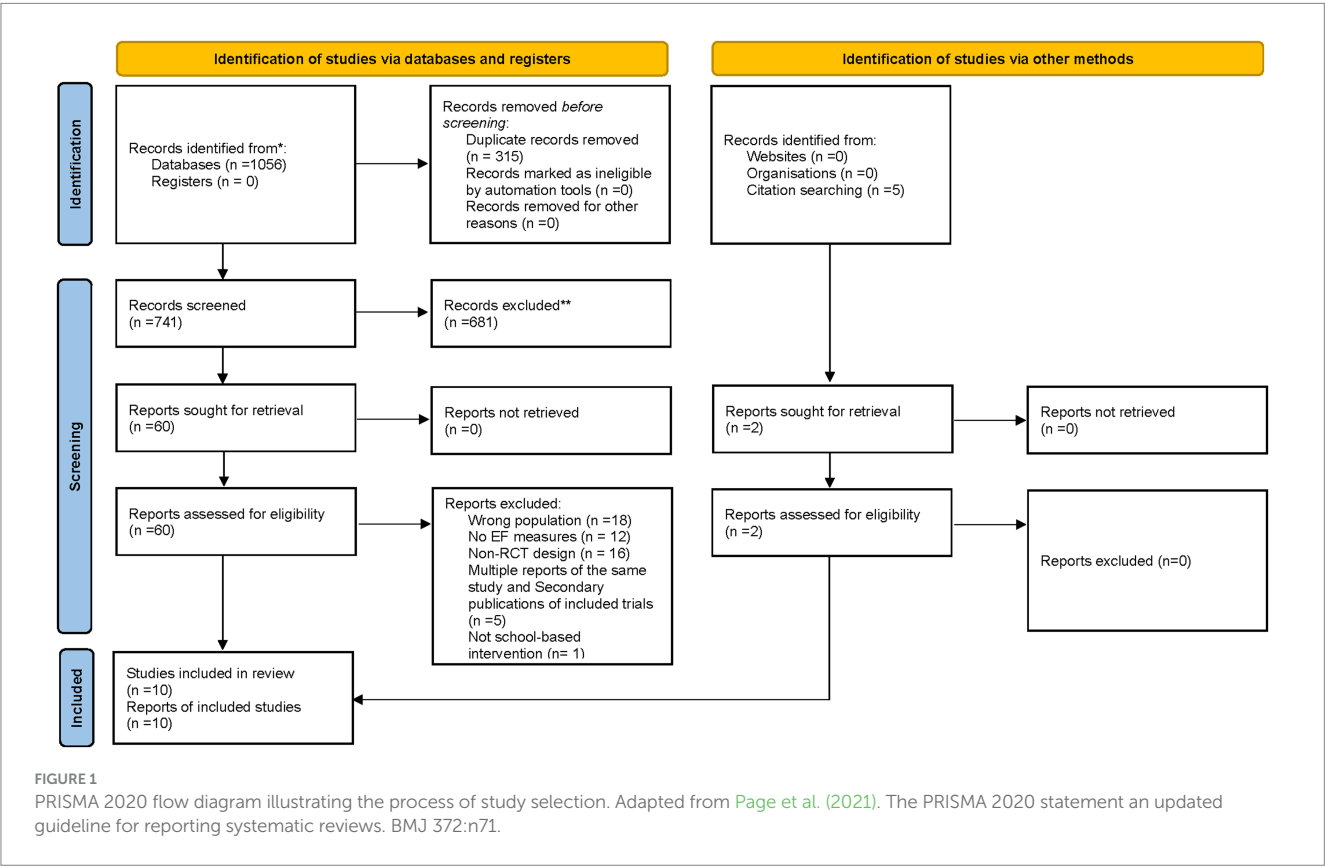 Identification of studies via databases and registers
Identification of studies via other methods
Identification
Records identified from*:
Databases (n =1056)
Registers (n = 0)
Records removed before
screening:
Duplicate records removed
(n = 315)
Records marked as ineligible
by automation tools (n =0)
Records removed for other
reasons (n =0)
Records identified from:
Websites (n =0)
Organisations (n =0)
Citation searching (n =5)
Screening
Records screened
(n =741)
Records excluded**
(n =681)
Reports sought for retrieval
(n =60)
Reports not retrieved
(n =0)
Reports sought for retrieval
(n =2)
Reports not retrieved
(n =0)
Reports assessed for eligibility
(n =60)
Reports excluded:
Wrong population (n =18)
No EF measures (n = 12)
Non-RCT design (n = 16)
Multiple reports of the same
study and Secondary
publications of included trials
(n =5)
Not school-based
intervention (n= 1)
Reports assessed for eligibility
(n =2)
Reports excluded (n=0)
Included
Studies included in review
(n =10)
Reports of included studies
(n =10)
FIGURE 1
PRISMA 2020 flow diagram illustrating the process of study selection. Adapted from Page et al. (2021). The PRISMA 2020 statement an updated
guideline for reporting systematic reviews. BMJ 372:n71.